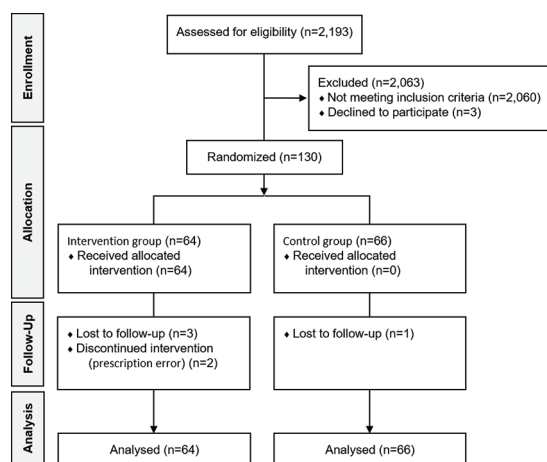 Enrollment
Assessed for eligibility (n=2,193)
Excluded (n=2,063)
♦ Not meeting inclusion criteria (n=2,060)
♦ Declined to participate (n=3)
Randomized (n=130)
Allocation
Intervention group (n=64)
♦ Received allocated
intervention (n=64)
Control group (n=66)
♦ Received allocated
intervention (n=0)
Follow-Up
♦ Lost to follow-up (n=3)
♦ Discontinued intervention
(prescription error) (n=2)
♦ Lost to follow-up (n=1)
Analysis
Analysed (n=64)
Analysed (n=66)